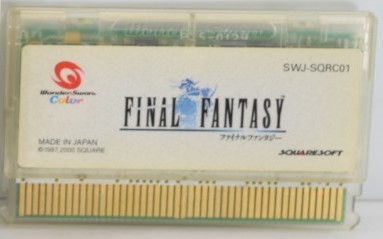 SWJ-SQRC01
WonderSwan
Color
FINAL FANTASY
ファイナルファンタジー
MADE IN JAPAN
©1987,2000 SQUARE
SQUARESOFT